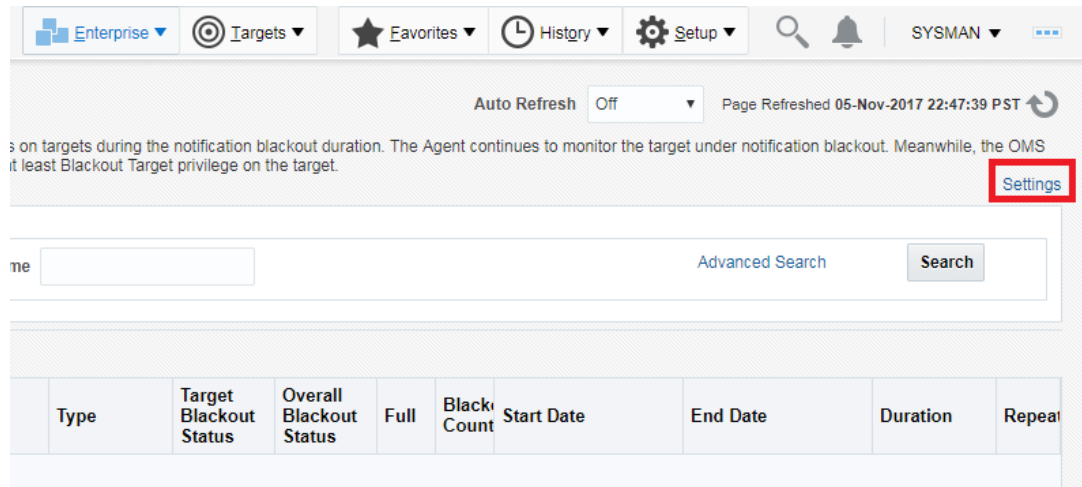 Enterprise ▼ Targets ▼ Favorites ▼ History ▼ Setup ▼ SYSMAN ▼
Auto Refresh Off ▼ Page Refreshed 05-Nov-2017 22:47:39 PST
s on targets during the notification blackout duration. The Agent continues to monitor the target under notification blackout. Meanwhile, the OMS
t least Blackout Target privilege on the target.
Settings
me Advanced Search Search
Type Target Blackout Status Overall Blackout Status Full Blacko Count Start Date End Date Duration Repeat